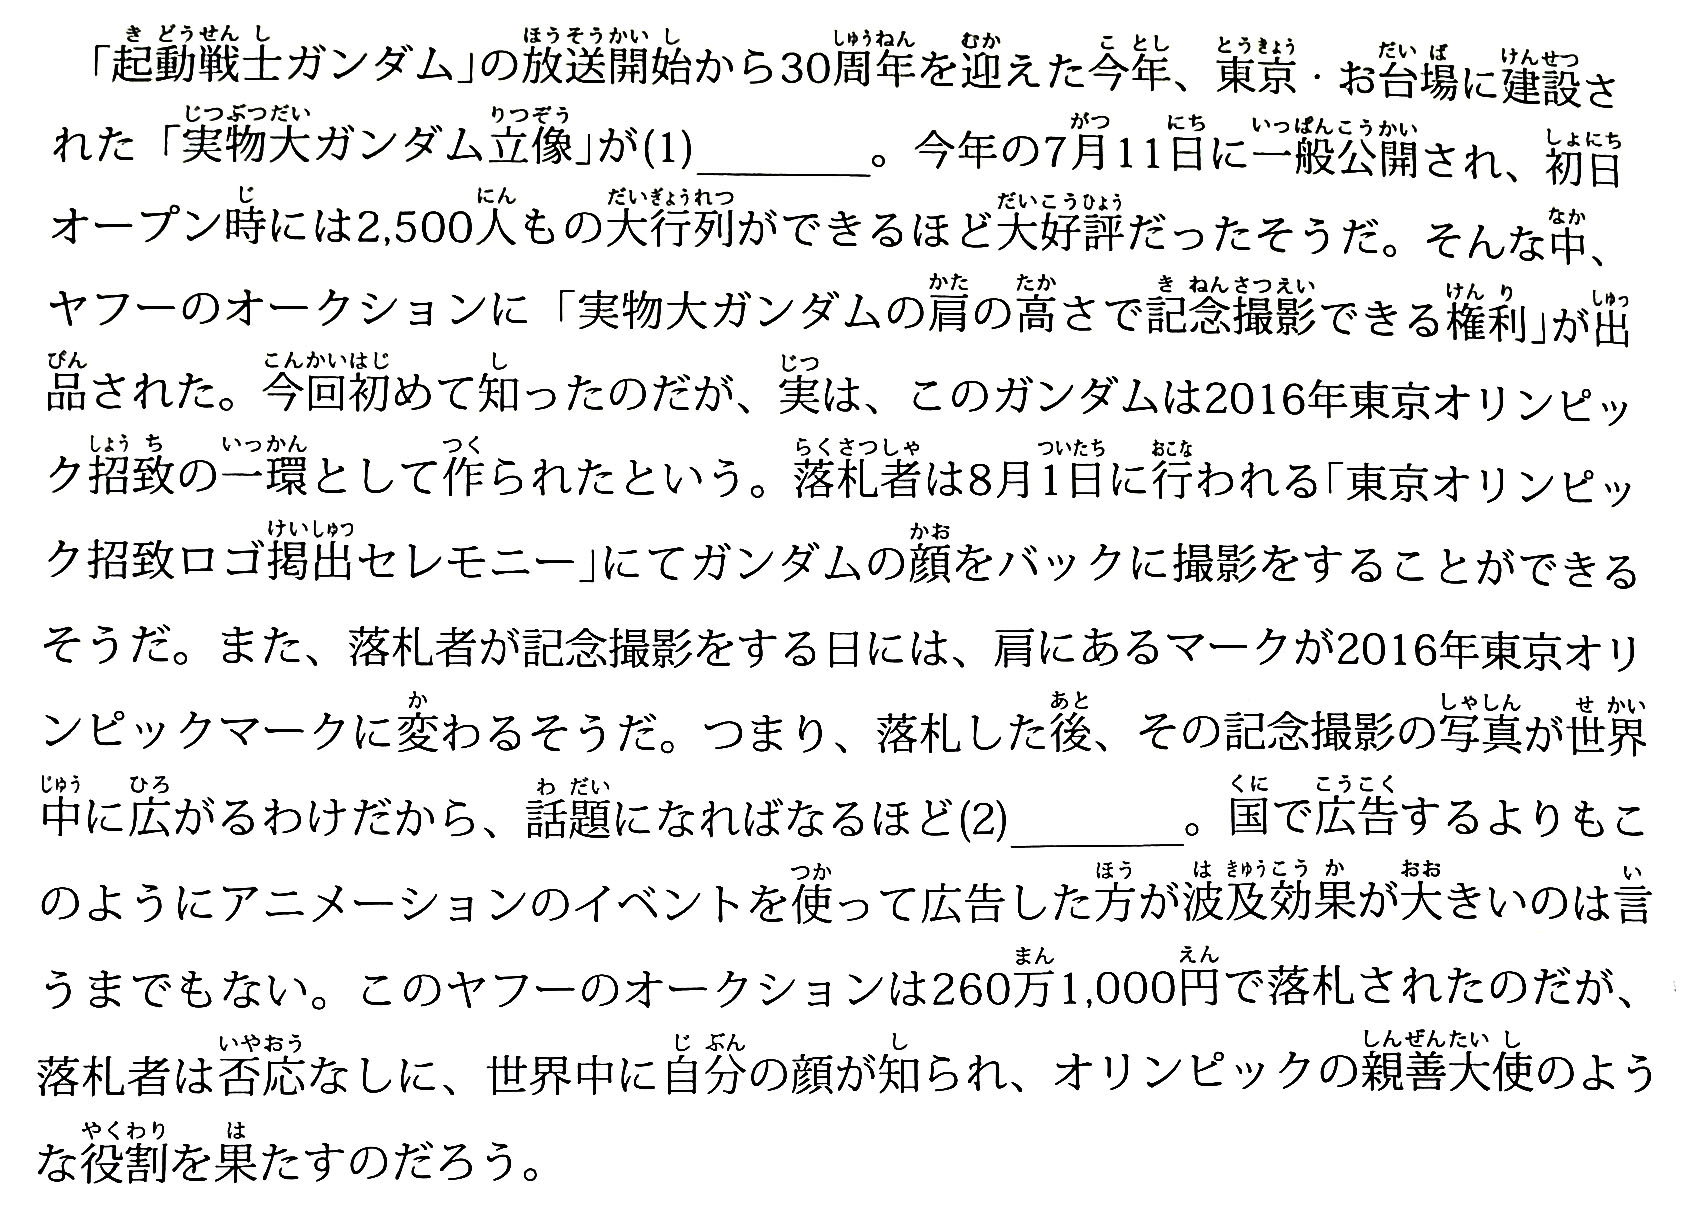 「起動戦士ガンダム」の放送開始から30周年を迎えた今年、東京・お台場に建設さ
れた「実物大ガンダム立像」が(1)________。今年の7月11日に一般公開され、初日
オープン時には2,500人もの大行列ができるほど大好評だったそうだ。そんな中、
ヤフーのオークションに「実物大ガンダムの肩の高さで記念撮影できる権利」が出
品された。今回初めて知ったのだが、実は、このガンダムは2016年東京オリンピッ
ク招致の一環として作られたという。落札者は8月1日に行われる「東京オリンピッ
ク招致ロゴ掲出セレモニー」にてガンダムの顔をバックに撮影をすることができる
そうだ。また、落札者が記念撮影をする日には、肩にあるマークが2016年東京オリ
ンピックマークに変わるそうだ。つまり、落札した後、その記念撮影の写真が世界
中に広がるわけだから、話題になればなるほど(2)________。国で広告するよりもこ
のようにアニメーションのイベントを使って広告した方が波及効果が大きいのは言
うまでもない。このヤフーのオークションは260万1,000円で落札されたのだが、
落札者は否応なしに、世界中に自分の顔が知られ、オリンピックの親善大使のよう
な役割を果たすのだろう。